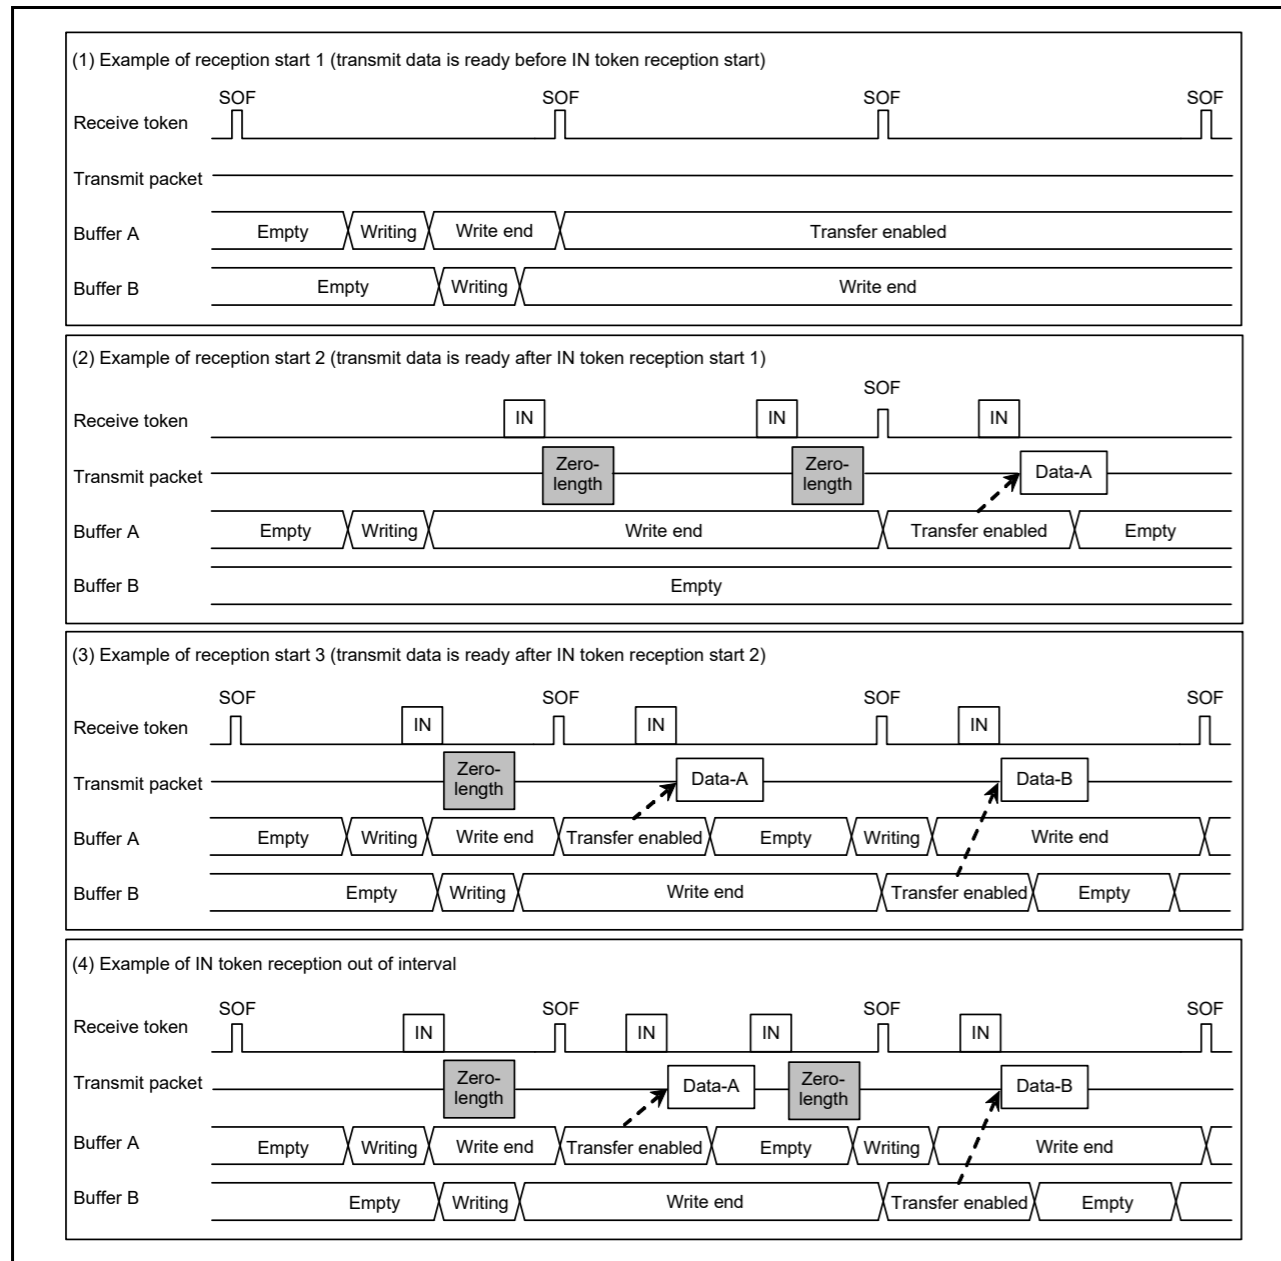 (1) Example of reception start 1 (transmit data is ready before IN token reception start)
SOF SOF SOF SOF
Receive token
Transmit packet
Buffer A Empty Writing Write end Transfer enabled
Buffer B Empty Writing Write end
(2) Example of reception start 2 (transmit data is ready after IN token reception start 1)
SOF
Receive token IN IN IN
Transmit packet Zero-length Zero-length Data-A
Buffer A Empty Writing Write end Transfer enabled Empty
Buffer B Empty
(3) Example of reception start 3 (transmit data is ready after IN token reception start 2)
SOF SOF SOF SOF
Receive token IN IN IN
Transmit packet Zero-length Data-A Data-B
Buffer A Empty Writing Write end Transfer enabled Empty Writing Write end
Buffer B Empty Writing Write end Transfer enabled Empty
(4) Example of IN token reception out of interval
SOF SOF SOF SOF
Receive token IN IN IN IN
Transmit packet Zero-length Data-A Zero-length Data-B
Buffer A Empty Writing Write end Transfer enabled Empty Writing Write end
Buffer B Empty Writing Write end Transfer enabled Empty